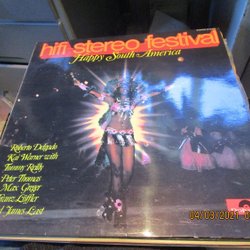 hifi stereo festival
Happy South America
Roberto Delgado
Kai Warner with
Tommy Reilly
Peter Thomas
Max Greger
Franz Löffler
James Last
04/03/2021